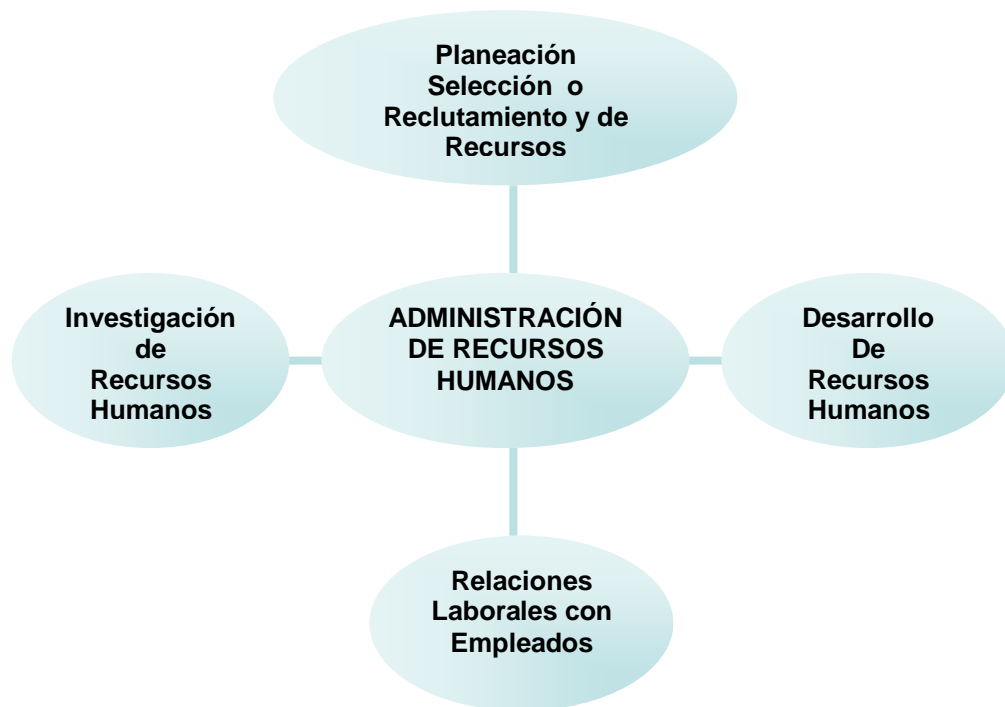 Planeación
Selección o
Reclutamiento y de
Recursos
Investigación
de
Recursos
Humanos
ADMINISTRACIÓN
DE RECURSOS
HUMANOS
Desarrollo
De
Recursos
Humanos
Relaciones
Laborales con
Empleados